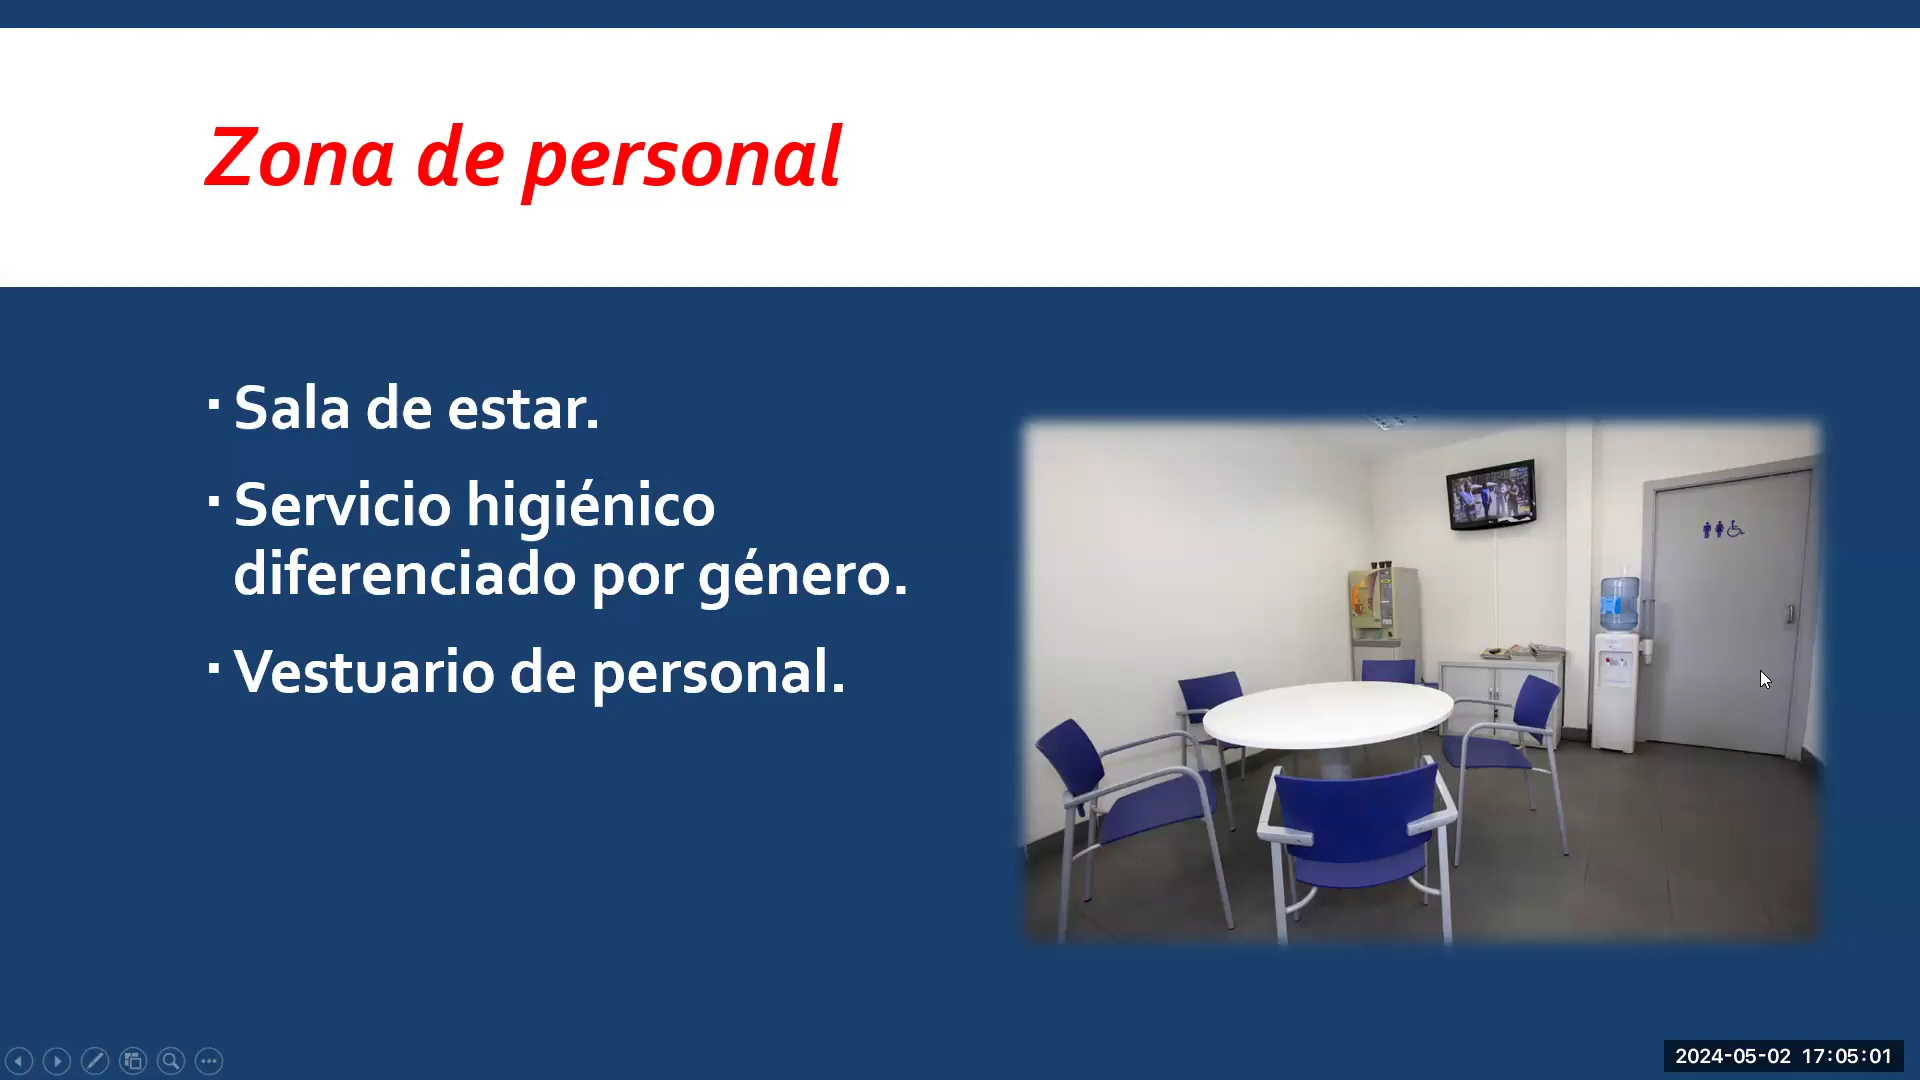 Zona de personal
▪ Sala de estar.
▪ Servicio higiénico
diferenciado por género.
▪ Vestuario de personal.
2024-05-02 17:05:01